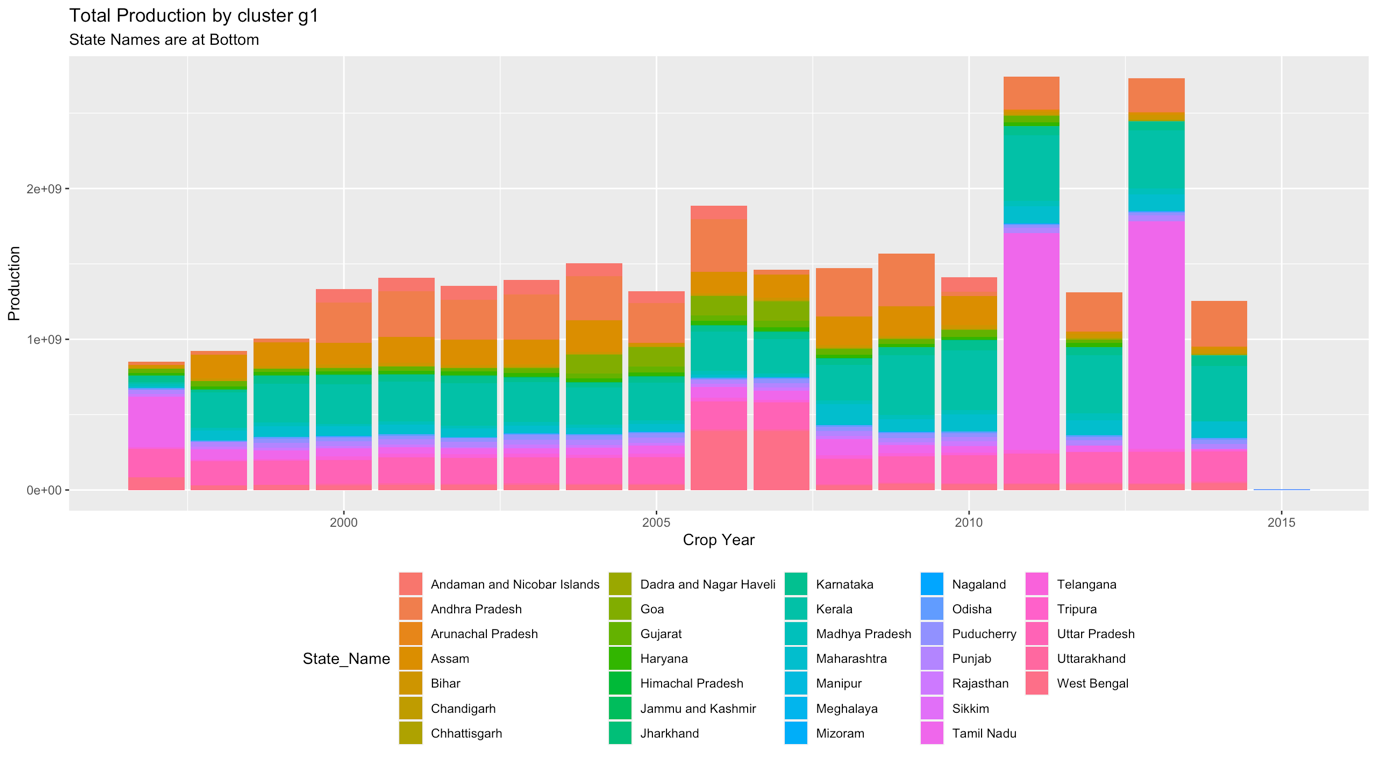 Total Production by cluster g1
State Names are at Bottom
Production
2e+09
1e+09
0e+00
2000 2005 2010 2015
Crop Year
State_Name
Andaman and Nicobar Islands Dadra and Nagar Haveli Karnataka Nagaland Telangana
Andhra Pradesh Goa Kerala Odisha Tripura
Arunachal Pradesh Gujarat Madhya Pradesh Puducherry Uttar Pradesh
Assam Haryana Maharashtra Punjab Uttarakhand
Bihar Himachal Pradesh Manipur Rajasthan West Bengal
Chandigarh Jammu and Kashmir Meghalaya Sikkim
Chhattisgarh Jharkhand Mizoram Tamil Nadu